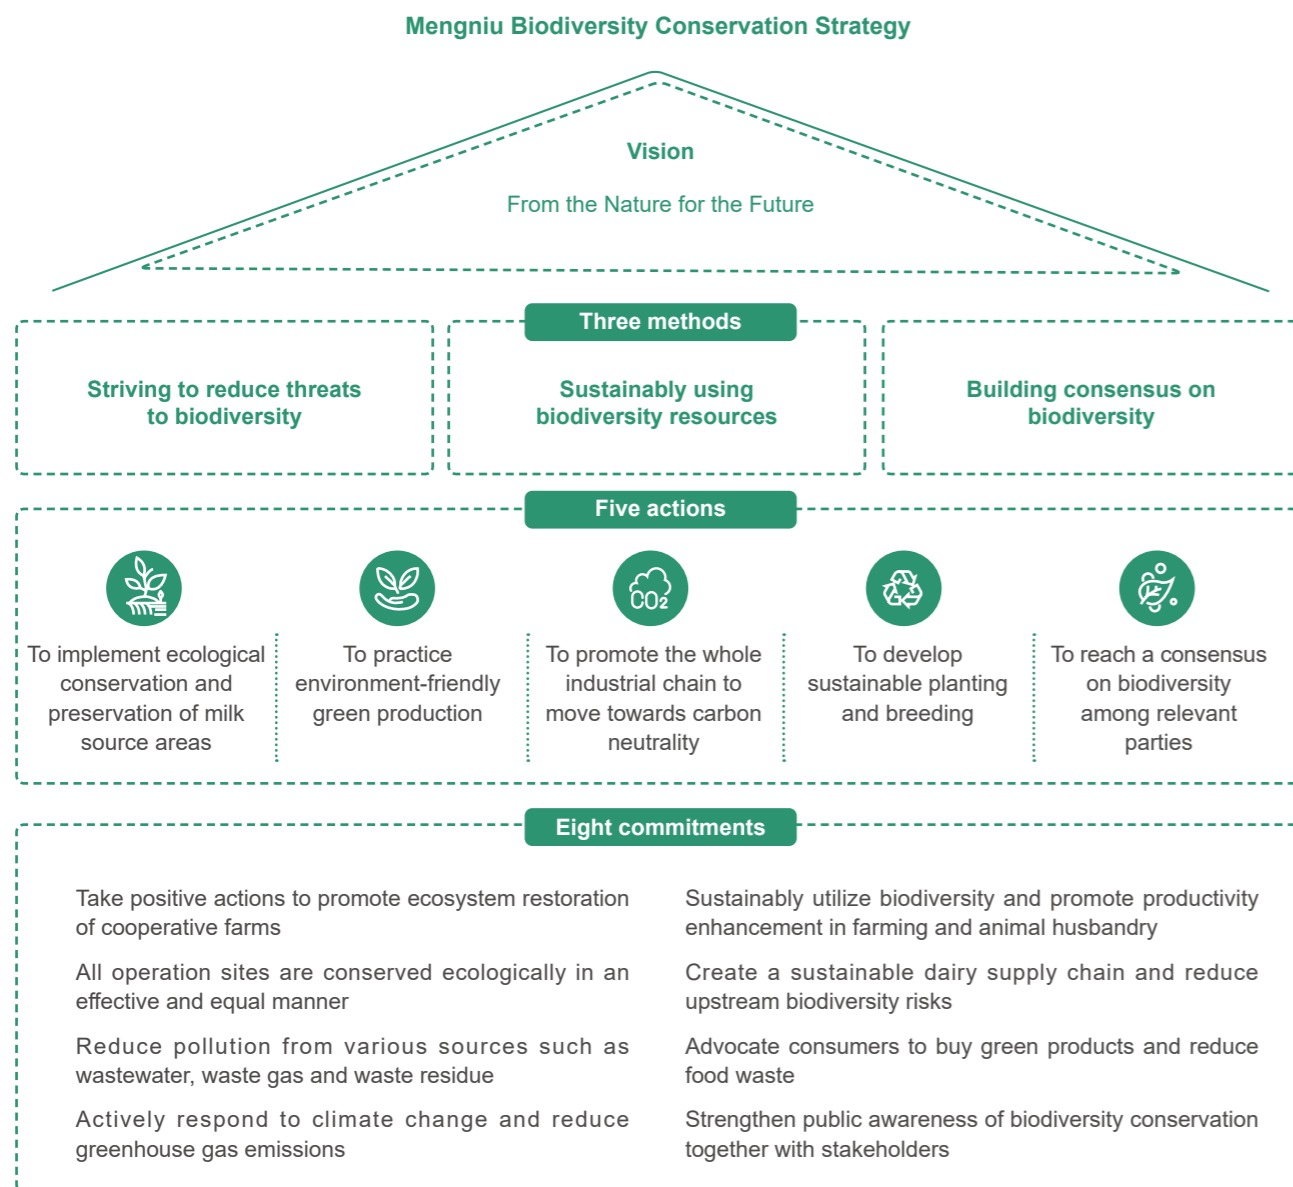 Mengniu Biodiversity Conservation Strategy
Vision
From the Nature for the Future
Three methods
Striving to reduce threats
to biodiversity
Sustainably using
biodiversity resources
Building consensus on
biodiversity
Five actions
To implement ecological
conservation and
preservation of milk
source areas
To practice
environment-friendly
green production
CO2
To promote the whole
industrial chain to
move towards carbon
neutrality
To develop
sustainable planting
and breeding
To reach a consensus
on biodiversity
among relevant
parties
Eight commitments
Take positive actions to promote ecosystem restoration
of cooperative farms
All operation sites are conserved ecologically in an
effective and equal manner
Reduce pollution from various sources such as
wastewater, waste gas and waste residue
Actively respond to climate change and reduce
greenhouse gas emissions
Sustainably utilize biodiversity and promote productivity
enhancement in farming and animal husbandry
Create a sustainable dairy supply chain and reduce
upstream biodiversity risks
Advocate consumers to buy green products and reduce
food waste
Strengthen public awareness of biodiversity conservation
together with stakeholders